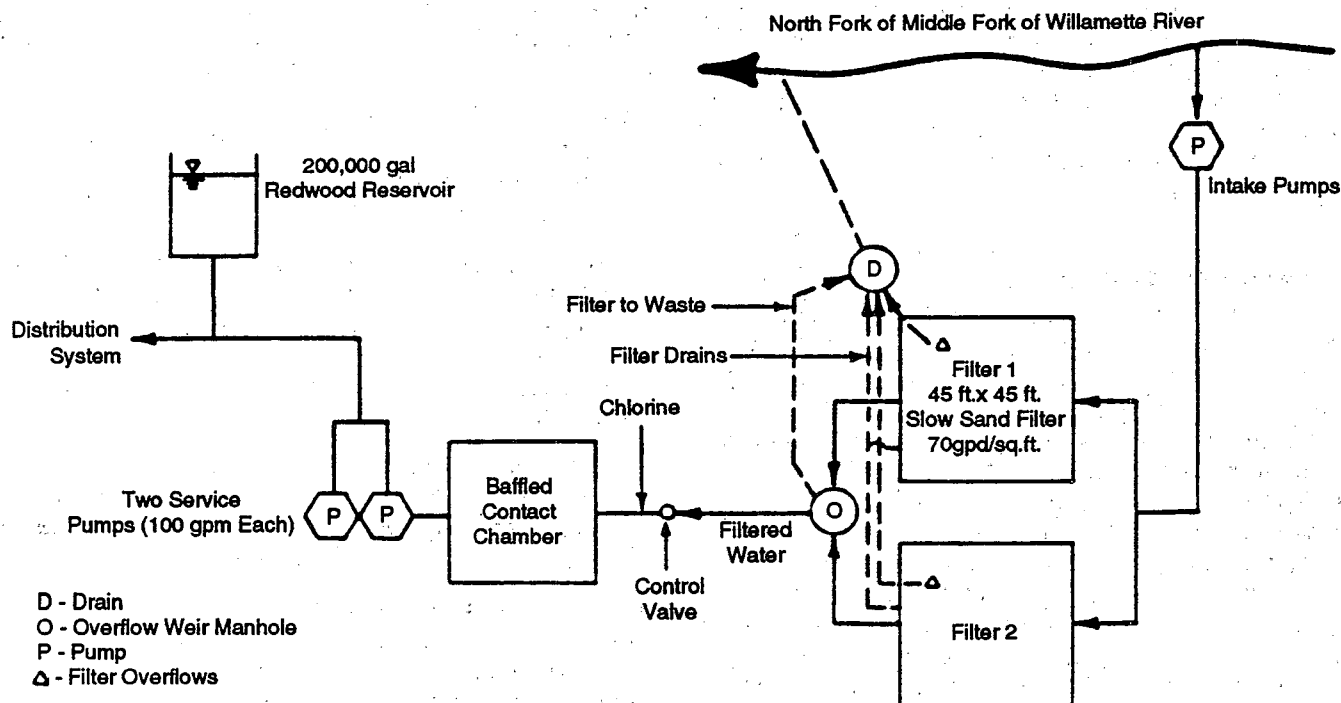 North Fork of Middle Fork of Willamette River
P
Intake Pumps
200,000 gal
Redwood Reservoir
D
Filter to Waste
Distribution
System
Filter Drains
Filter 1
45 ft.x 45 ft.
Slow Sand Filter
70gpd/sq.ft.
Chlorine
Two Service
Pumps (100 gpm Each)
P
P
Baffled
Contact
Chamber
O
Filtered
Water
Control
Valve
Filter 2
D - Drain
O - Overflow Weir Manhole
P - Pump
△ - Filter Overflows